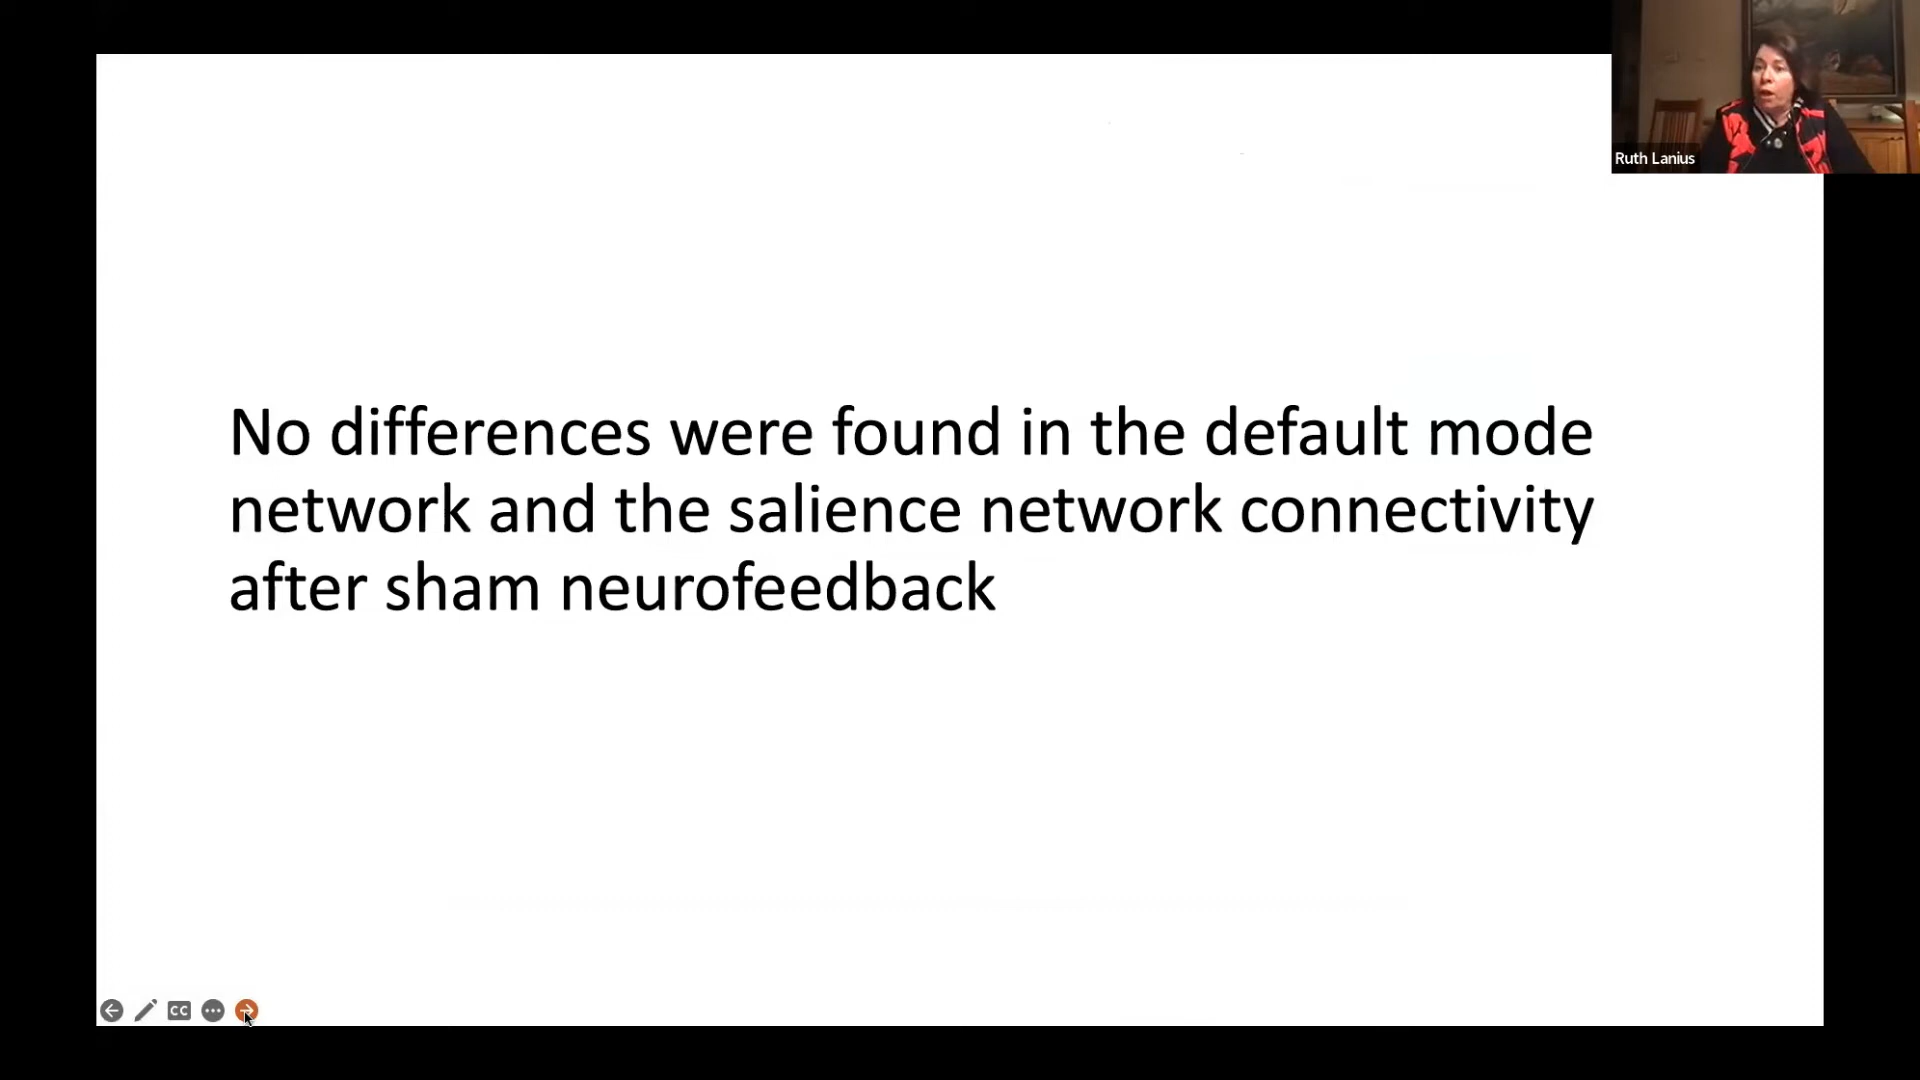 Ruth Lanius
No differences were found in the default mode
network and the salience network connectivity
after sham neurofeedback
CC